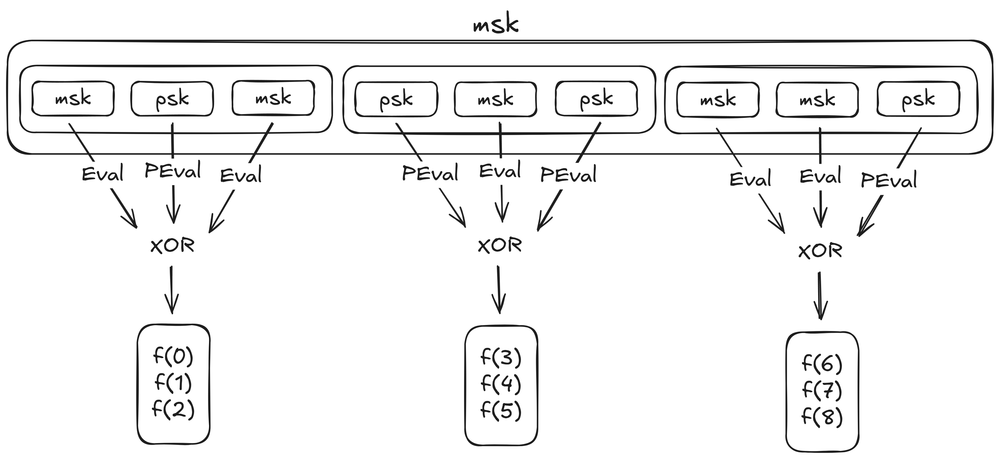 msk
msk psk msk
psk msk psk
msk msk psk
Eval PEval Eval
PEval Eval PEval
Eval Eval PEval
XOR
XOR
XOR
f(0)
f(1)
f(2)
f(3)
f(4)
f(5)
f(6)
f(7)
f(8)